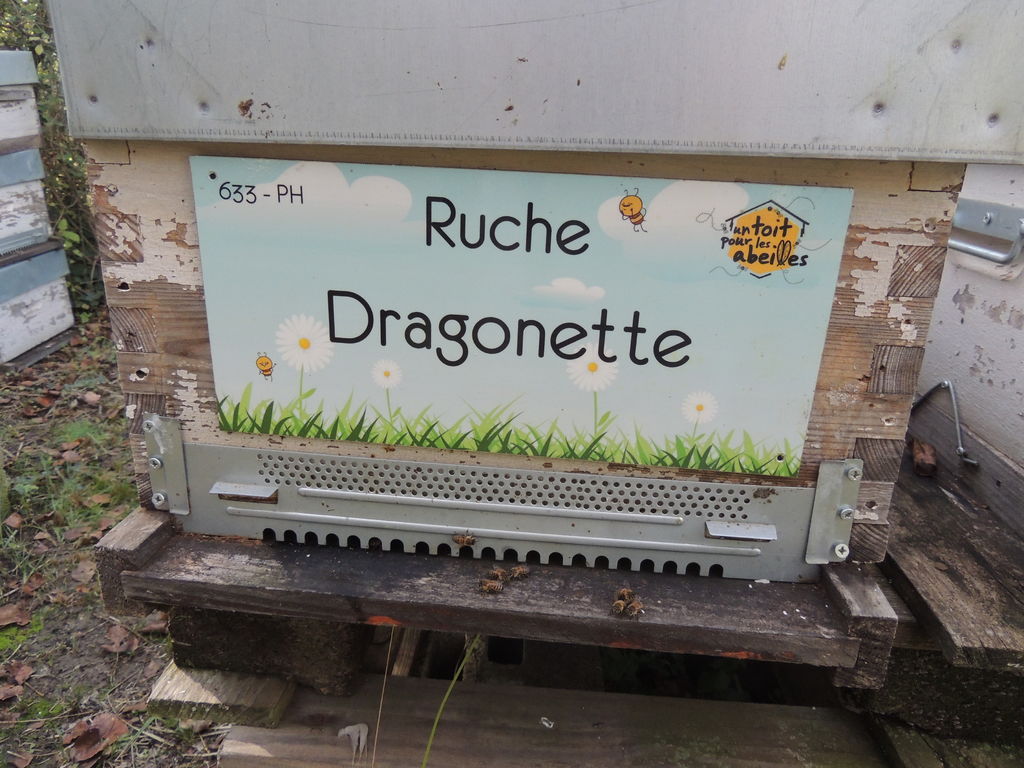 633 - PH
Ruche
Dragonette
un toit
pour les
abeilles